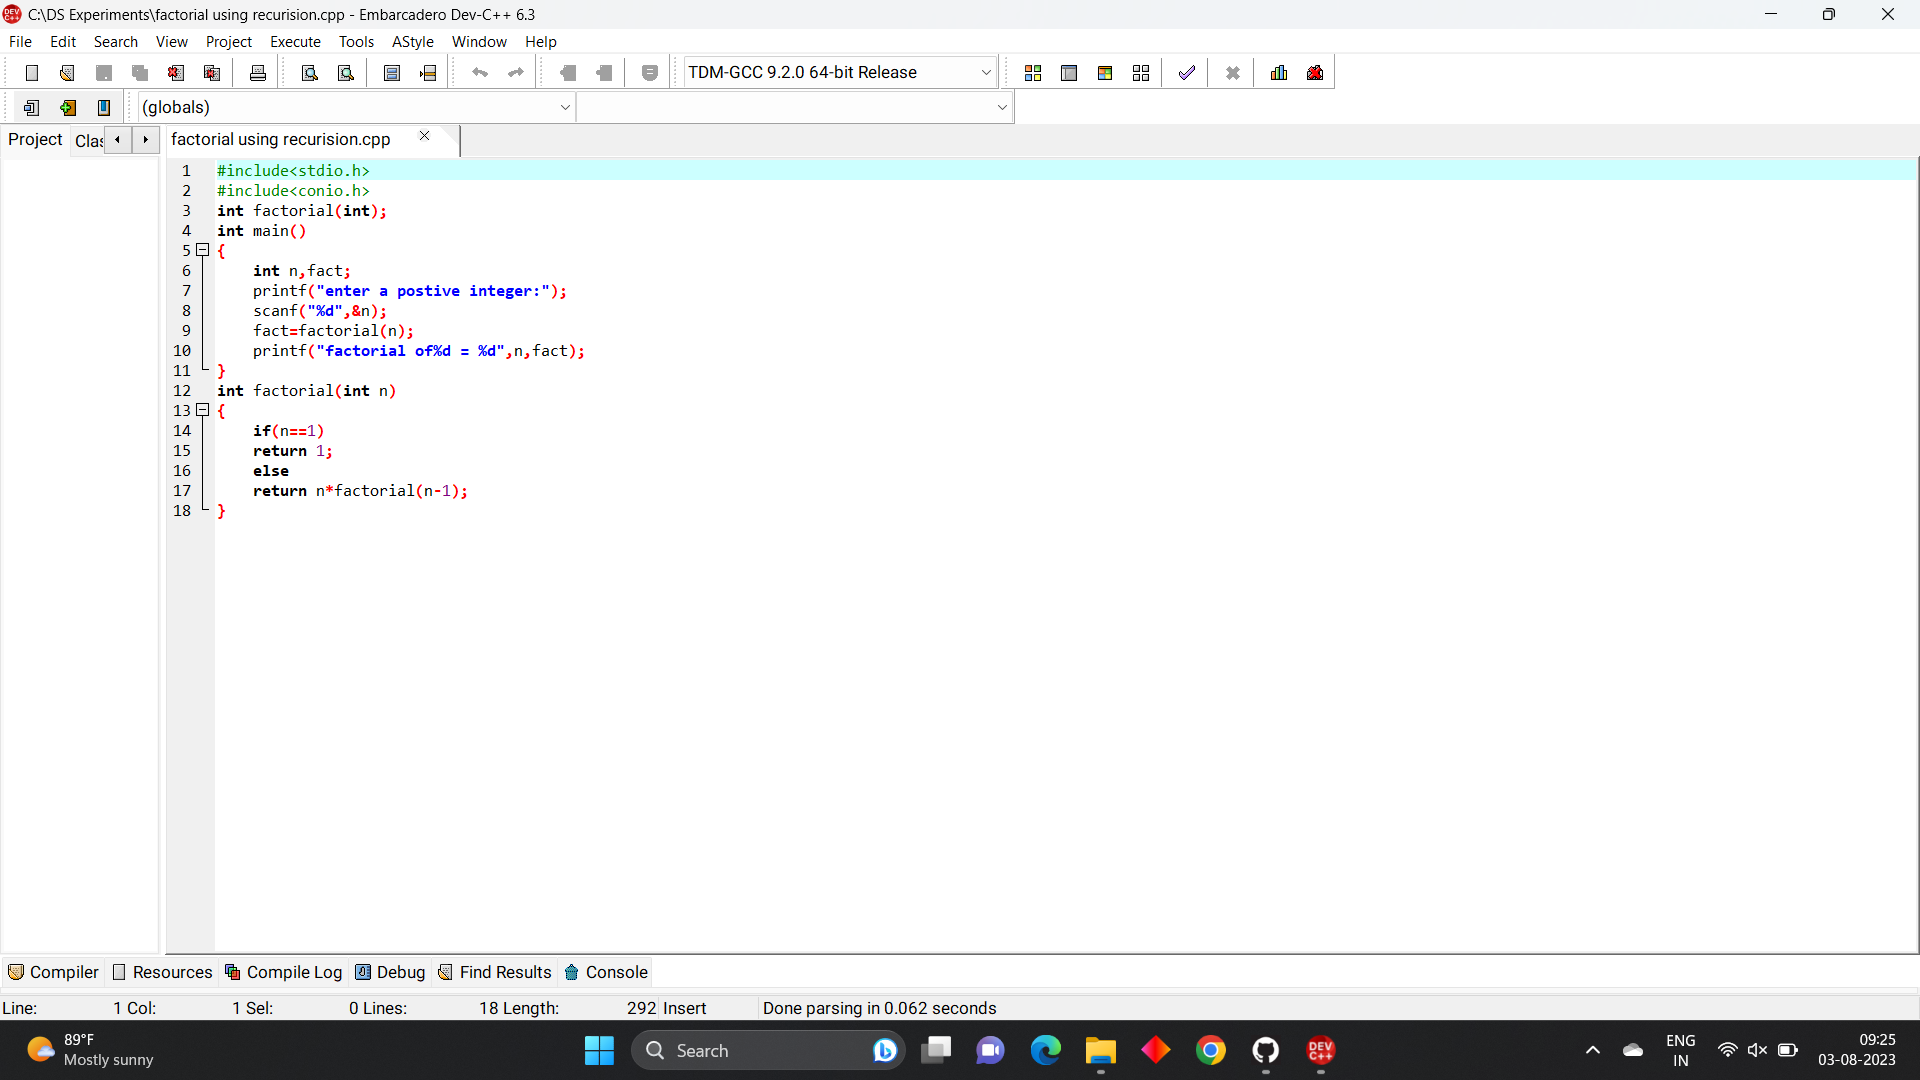 C:\DS Experiments\factorial using recurision.cpp - Embarcadero Dev-C++ 6.3
File Edit Search View Project Execute Tools AStyle Window Help
TDM-GCC 9.2.0 64-bit Release
(globals)
Project Clas factorial using recurision.cpp
1 #include<stdio.h>
2 #include<conio.h>
3 int factorial(int);
4 int main()
5 {
6 int n,fact;
7 printf("enter a postive integer:");
8 scanf("%d",&n);
9 fact=factorial(n);
10 printf("factorial of%d = %d",n,fact);
11 }
12 int factorial(int n)
13 {
14 if(n==1)
15 return 1;
16 else
17 return n*factorial(n-1);
18 }
Compiler Resources Compile Log Debug Find Results Console
Line: 1 Col: 1 Sel: 0 Lines: 18 Length: 292 Insert Done parsing in 0.062 seconds
89°F
Mostly sunny
Search
DEV
C++
ENG
IN
09:25
03-08-2023